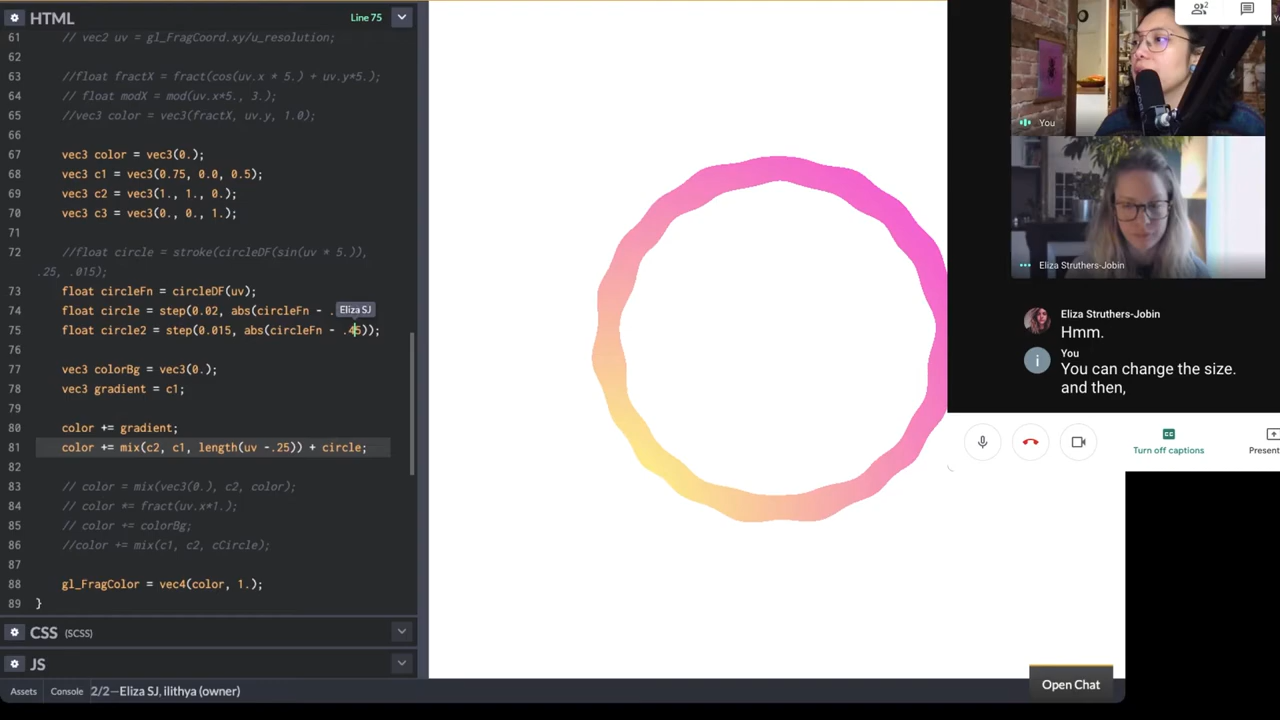 HTML
Line 75
61 // vec2 uv = gl_FragCoord.xy/u_resolution;
62
63 //float fractX = fract(cos(uv.x * 5.) + uv.y*5.);
64 // float modX = mod(uv.x*5., 3.);
65 //vec3 color = vec3(fractX, uv.y, 1.0);
66
67 vec3 color = vec3(0.);
68 vec3 c1 = vec3(0.75, 0.0, 0.5);
69 vec3 c2 = vec3(1., 1., 0.);
70 vec3 c3 = vec3(0., 0., 1.);
71
72 //float circle = stroke(circleDF(sin(uv * 5.)),
.25, .015);
73 float circleFn = circleDF(uv);
74 float circle = step(0.02, abs(circleFn - .
Eliza SJ
75 float circle2 = step(0.015, abs(circleFn - .45));
76
77 vec3 colorBg = vec3(0.);
78 vec3 gradient = c1;
79
80 color += gradient;
81 color += mix(c2, c1, length(uv -.25)) + circle;
82
83 // color = mix(vec3(0.), c2, color);
84 // color *= fract(uv.x*1.);
85 // color += colorBg;
86 //color += mix(c1, c2, cCircle);
87
88 gl_FragColor = vec4(color, 1.);
89 }
CSS (SCSS)
JS
Assets Console 2/2—Eliza SJ, ilithya (owner)
2
You
Eliza Struthers-Jobin
Eliza Struthers-Jobin
Hmm.
You
You can change the size.
and then,
Turn off captions
Present
Open Chat